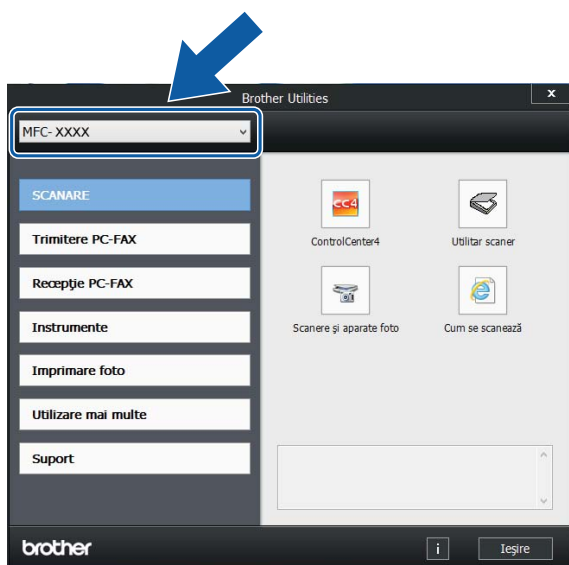 Brother Utilities
x
MFC- XXXX
SCANARE
Trimitere PC-FAX
Recepţie PC-FAX
Instrumente
Imprimare foto
Utilizare mai multe
Suport
CC4
ControlCenter4
Utilitar scaner
Scanere şi aparate foto
Cum se scanează
brother
i
Ieşire